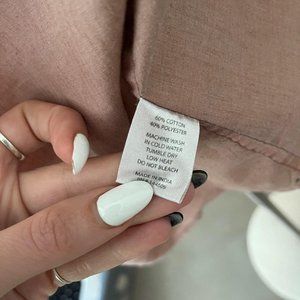 60% COTTON
40% POLYESTER
MACHINE WASH
IN COLD WATER
TUMBLE DRY
LOW HEAT
DO NOT BLEACH
MADE IN INDIA